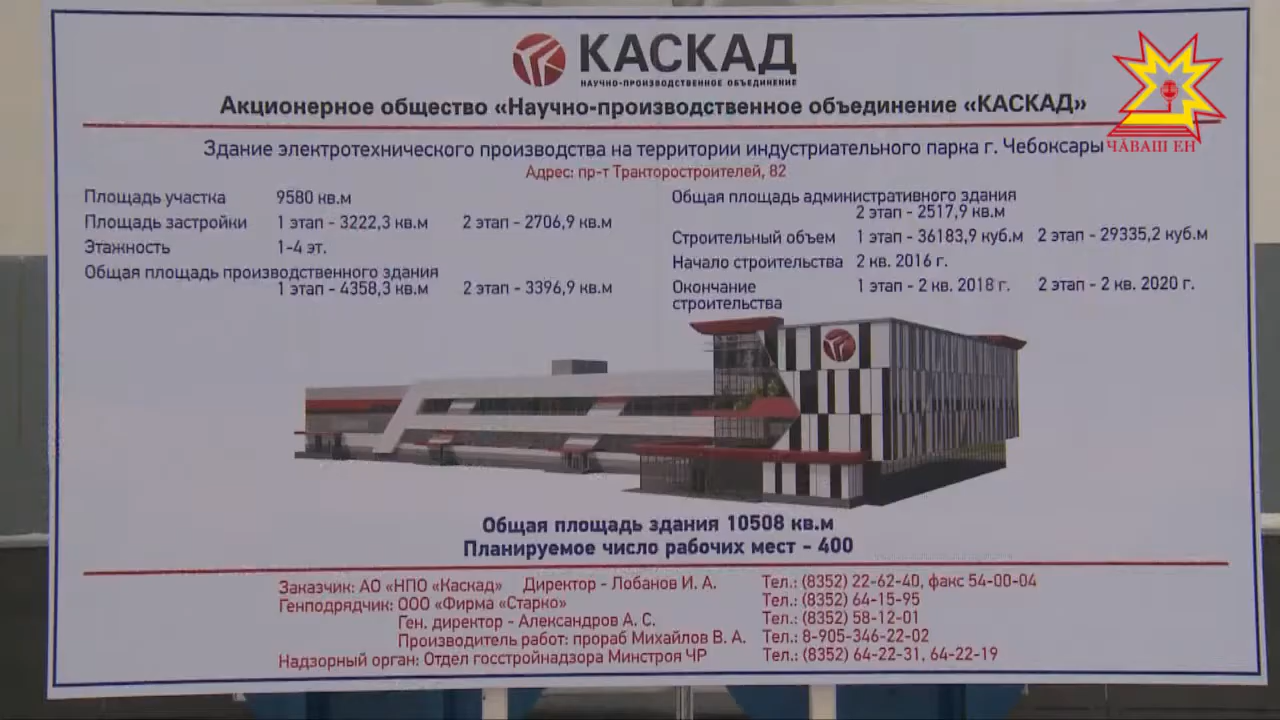 КАСКАД
НАУЧНО-ПРОИЗВОДСТВЕННОЕ ОБЪЕДИНЕНИЕ
Акционерное общество «Научно-производственное объединение «КАСКАД»
Здание электротехнического производства на территории индустриательного парка г. Чебоксары
ЧӐВАШ ЕН
Адрес: пр-т Тракторостроителей, 82
Площадь участка 9580 кв.м
Площадь застройки 1 этап - 3222,3 кв.м 2 этап - 2706,9 кв.м
Этажность 1-4 эт.
Общая площадь производственного здания
1 этап - 4358,3 кв.м 2 этап - 3396,9 кв.м
Общая площадь административного здания
2 этап - 2517,9 кв.м
Строительный объем 1 этап - 36183,9 куб.м 2 этап - 29335,2 куб.м
Начало строительства 2 кв. 2016 г.
Окончание 1 этап - 2 кв. 2018 г. 2 этап - 2 кв. 2020 г.
строительства
Общая площадь здания 10508 кв.м
Планируемое число рабочих мест - 400
Заказчик: АО «НПО «Каскад» Директор - Лобанов И. А. Тел.: (8352) 22-62-40, факс 54-00-04
Генподрядчик: ООО «Фирма «Старко» Тел.: (8352) 64-15-95
Ген. директор - Александров А. С. Тел.: (8352) 58-12-01
Производитель работ: прораб Михайлов В. А. Тел.: 8-905-346-22-02
Надзорный орган: Отдел госстройнадзора Минстроя ЧР Тел.: (8352) 64-22-31, 64-22-19